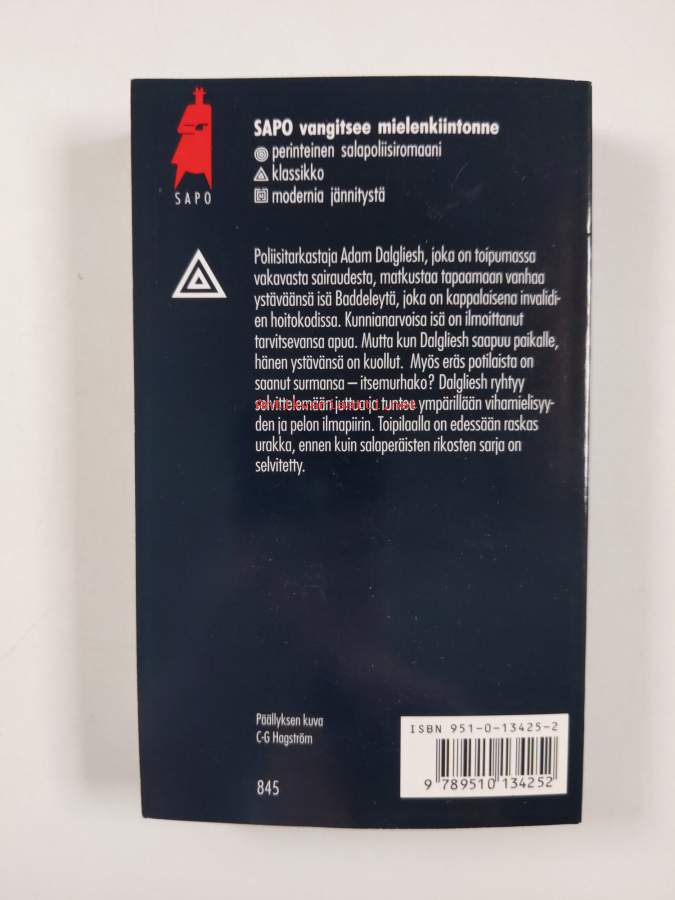 SAPO
SAPO vangitsee mielenkiintonne
perinteinen salapoliisiromaani
klassikko
modernia jännitystä
Poliisitarkastaja Adam Dalgliesh, joka on toipumassa
vakavasta sairaudesta, matkustaa tapaamaan vanhaa
ystäväänsä isä Baddeleytä, joka on kappalaisena invalidi-
en hoitokodissa. Kunnianarvoisa isä on ilmoittanut
tarvitsevansa apua. Mutta kun Dalgliesh saapuu paikalle,
hänen ystävänsä on kuollut. Myös eräs potilaista on
saanut surmansa – itsemurhako? Dalgliesh ryhtyy
selvittelemään juttua ja tuntee ympärillään vihamielisyy-
den ja pelon ilmapiirin. Toipilaalla on edessään raskas
urakka, ennen kuin salaperäisten rikosten sarja on
selvitetty.
Päällyksen kuva
C-G Hagström
845
ISBN 951-0-13425-2
9 789510 134252